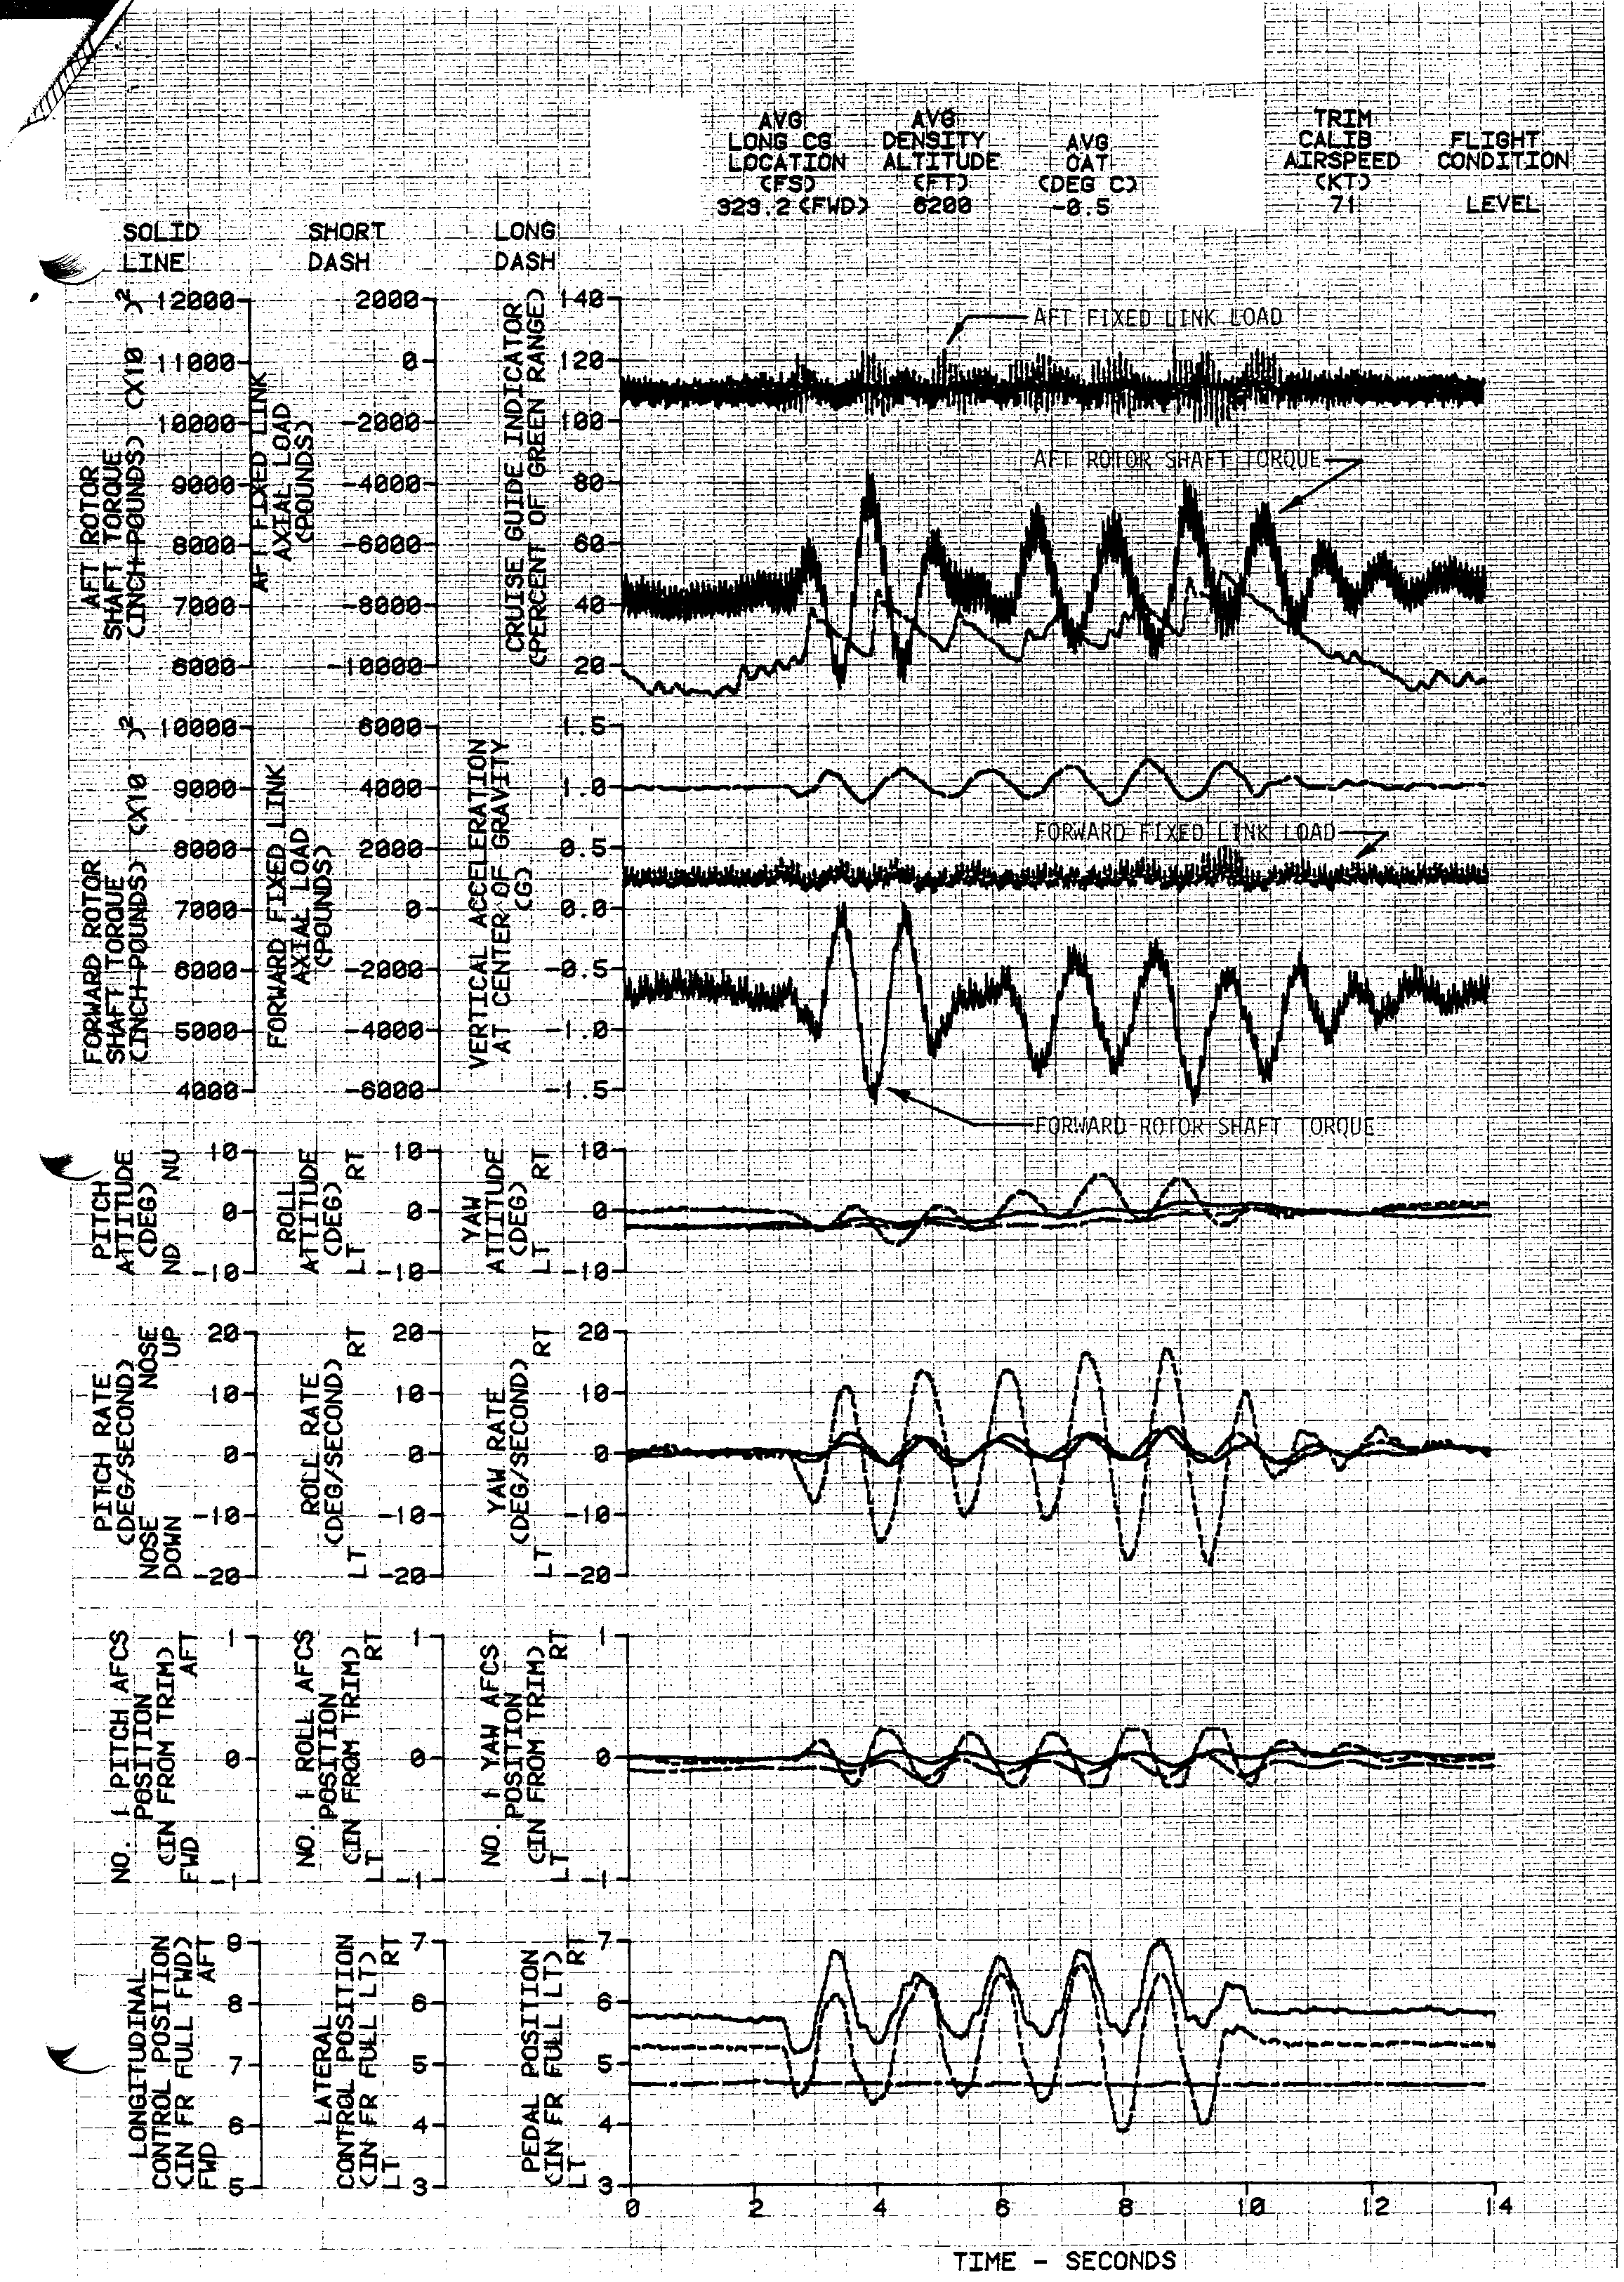 AVG
LONG CG
LOCATION
(FS)
323.2 (FWD)
AVG
DENSITY
ALTITUDE
(FT)
6200
AVG
OAT
(DEG C)
-0.5
TRIM
CALIB
AIRSPEED
(KT)
71
FLIGHT
CONDITION
LEVEL
SOLID
LINE
SHORT
DASH
LONG
DASH
AFT ROTOR
SHAFT TORQUE
(INCH-POUNDS) (X10 )2
12000
11000
10000
9000
8000
7000
6000
AFT FIXED LINK
AXIAL LOAD
(POUNDS)
2000
0
-2000
-4000
-6000
-8000
-10000
CRUISE GUIDE INDICATOR
(PERCENT OF GREEN RANGE)
140
120
100
80
60
40
20
AFT FIXED LINK LOAD
AFT ROTOR SHAFT TORQUE
FORWARD ROTOR
SHAFT TORQUE
(INCH-POUNDS) (X10 )2
10000
9000
8000
7000
6000
5000
4000
FORWARD FIXED LINK
AXIAL LOAD
(POUNDS)
6000
4000
2000
0
-2000
-4000
-6000
VERTICAL ACCELERATION
AT CENTER OF GRAVITY
(G)
1.5
1.0
0.5
0.0
-0.5
-1.0
-1.5
FORWARD FIXED LINK LOAD
FORWARD ROTOR SHAFT TORQUE
PITCH
ATTITUDE
(DEG)
ND NU
10
0
-10
ROLL
ATTITUDE
(DEG)
LT RT
10
0
-10
YAW
ATTITUDE
(DEG)
LT RT
10
0
-10
PITCH RATE
(DEG/SECOND)
NOSE NOSE
DOWN UP
20
10
0
-10
-20
ROLL RATE
(DEG/SECOND)
LT RT
20
10
0
-10
-20
YAW RATE
(DEG/SECOND)
LT RT
20
10
0
-10
-20
NO. 1 PITCH AFCS
POSITION
(IN FROM TRIM)
FWD AFT
1
0
-1
NO. 1 ROLL AFCS
POSITION
(IN FROM TRIM)
LT RT
1
0
-1
NO. 1 YAW AFCS
POSITION
(IN FROM TRIM)
LT RT
1
0
-1
LONGITUDINAL
CONTROL POSITION
(IN FR FULL FWD)
FWD AFT
9
8
7
6
5
LATERAL
CONTROL POSITION
(IN FR FULL LT)
LT RT
7
6
5
4
3
PEDAL POSITION
(IN FR FULL LT)
LT RT
7
6
5
4
3
0 2 4 6 8 10 12 14
TIME - SECONDS